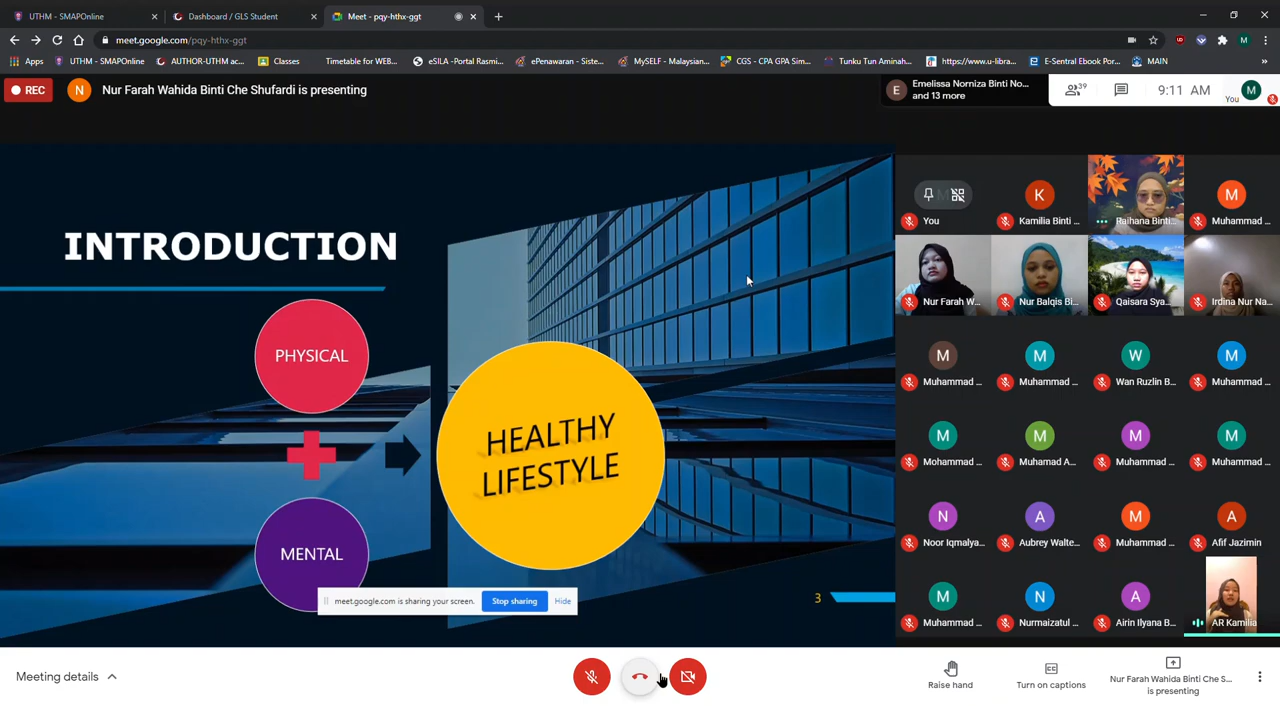 UTHM - SMAPOnline
Dashboard / GLS Student
Meet - pqy-hthx-ggt
meet.google.com/pqy-hthx-ggt
M
Apps
UTHM - SMAPOnline
AUTHOR-UTHM ac...
Classes
Timetable for WEB...
eSILA -Portal Rasmi...
ePenawaran - Siste...
MySELF - Malaysian...
CGS - CPA GPA Sim...
Tunku Tun Aminah...
https://www.u-libra...
E-Sentral Ebook Por...
MAIN
REC
N
Nur Farah Wahida Binti Che Shufardi is presenting
E
Emelissa Norniza Binti No...
and 13 more
39
9:11 AM
You
M
INTRODUCTION
PHYSICAL
MENTAL
HEALTHY
LIFESTYLE
3
meet.google.com is sharing your screen.
Stop sharing
Hide
You
K
Kamilia Binti ...
Raihana Binti...
M
Muhammad ...
Nur Farah W...
Nur Balqis Bi...
Qaisara Sya...
Irdina Nur Na...
M
Muhammad ...
M
Muhammad ...
W
Wan Ruzlin B...
M
Muhammad ...
M
Mohammad ...
M
Muhamad A...
M
Muhammad ...
M
Muhammad ...
N
Noor Iqmalya...
A
Aubrey Walte...
M
Muhammad ...
A
Afif Jazimin
M
Muhammad ...
N
Nurmaizatul ...
A
Airin Ilyana B...
AR Kamilia
Meeting details
Raise hand
Turn on captions
Nur Farah Wahida Binti Che S...
is presenting